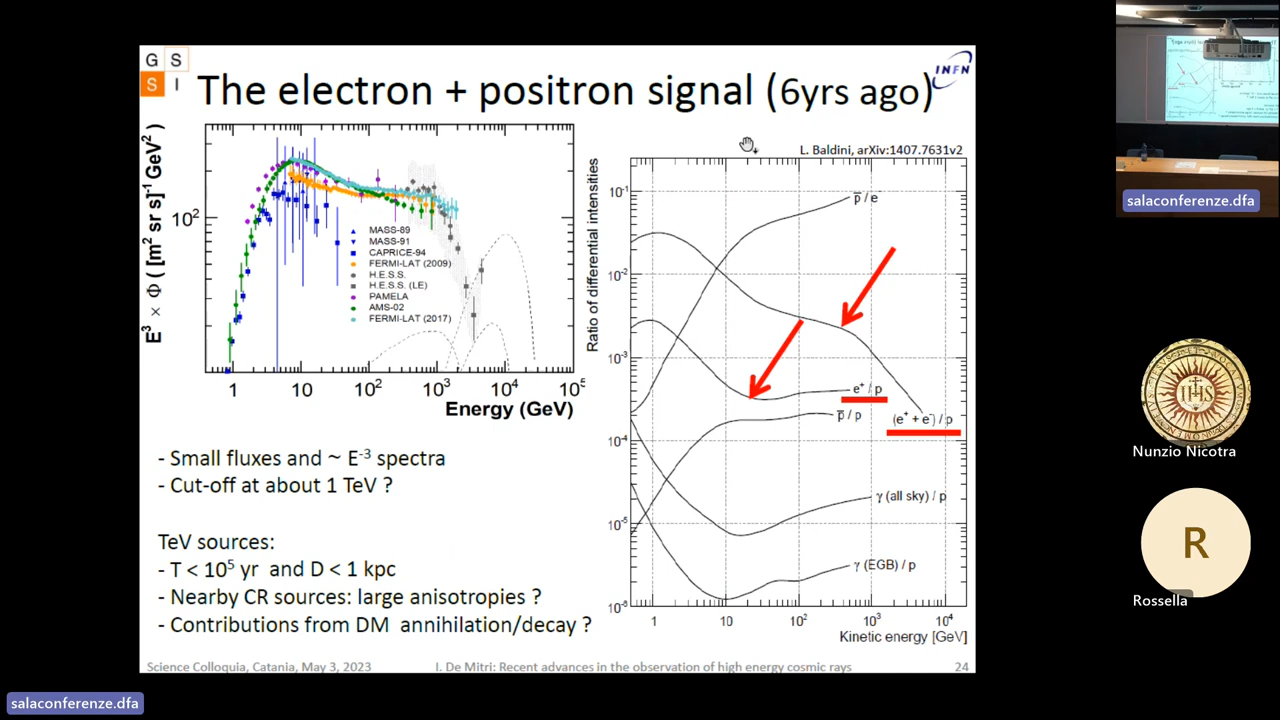 G S
S I
The electron + positron signal (6yrs ago)
INFN
E³ × Φ ( [m² sr s]⁻¹ GeV² )
10²
MASS-89
MASS-91
CAPRICE-94
FERMI-LAT (2009)
H.E.S.S.
H.E.S.S. (LE)
PAMELA
AMS-02
FERMI-LAT (2017)
1 10 10² 10³ 10⁴ 10⁵
Energy (GeV)
L. Baldini, arXiv:1407.7631v2
Ratio of differential intensities
10⁻¹
10⁻²
10⁻³
10⁻⁴
10⁻⁵
10⁻⁶
p̅ / e⁻
e⁺ / p
p̅ / p
(e⁺ + e⁻) / p
γ (all sky) / p
γ (EGB) / p
1 10 10² 10³ 10⁴
Kinetic energy [GeV]
- Small fluxes and ~ E⁻³ spectra
- Cut-off at about 1 TeV ?
TeV sources:
- T < 10⁵ yr and D < 1 kpc
- Nearby CR sources: large anisotropies ?
- Contributions from DM annihilation/decay ?
Science Colloquia, Catania, May 3, 2023
I. De Mitri: Recent advances in the observation of high energy cosmic rays
24
salaconferenze.dfa
IHS
Nunzio Nicotra
R
Rossella
salaconferenze.dfa